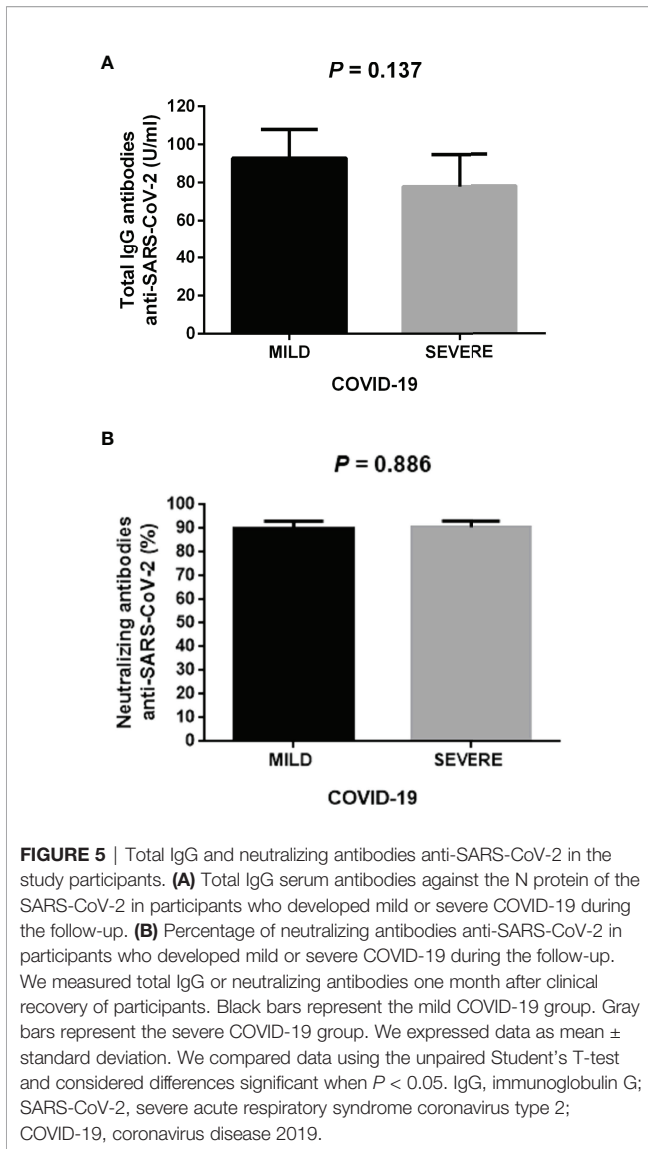 A
P = 0.137
Total IgG antibodies
anti-SARS-CoV-2 (U/ml)
120
100
80
60
40
20
0
MILD
SEVERE
COVID-19
B
P = 0.886
Neutralizing antibodies
anti-SARS-CoV-2 (%)
100
90
80
70
60
50
40
30
20
10
0
MILD
SEVERE
COVID-19
FIGURE 5 | Total IgG and neutralizing antibodies anti-SARS-CoV-2 in the
study participants. (A) Total IgG serum antibodies against the N protein of the
SARS-CoV-2 in participants who developed mild or severe COVID-19 during
the follow-up. (B) Percentage of neutralizing antibodies anti-SARS-CoV-2 in
participants who developed mild or severe COVID-19 during the follow-up.
We measured total IgG or neutralizing antibodies one month after clinical
recovery of participants. Black bars represent the mild COVID-19 group. Gray
bars represent the severe COVID-19 group. We expressed data as mean ±
standard deviation. We compared data using the unpaired Student’s T-test
and considered differences significant when P < 0.05. IgG, immunoglobulin G;
SARS-CoV-2, severe acute respiratory syndrome coronavirus type 2;
COVID-19, coronavirus disease 2019.